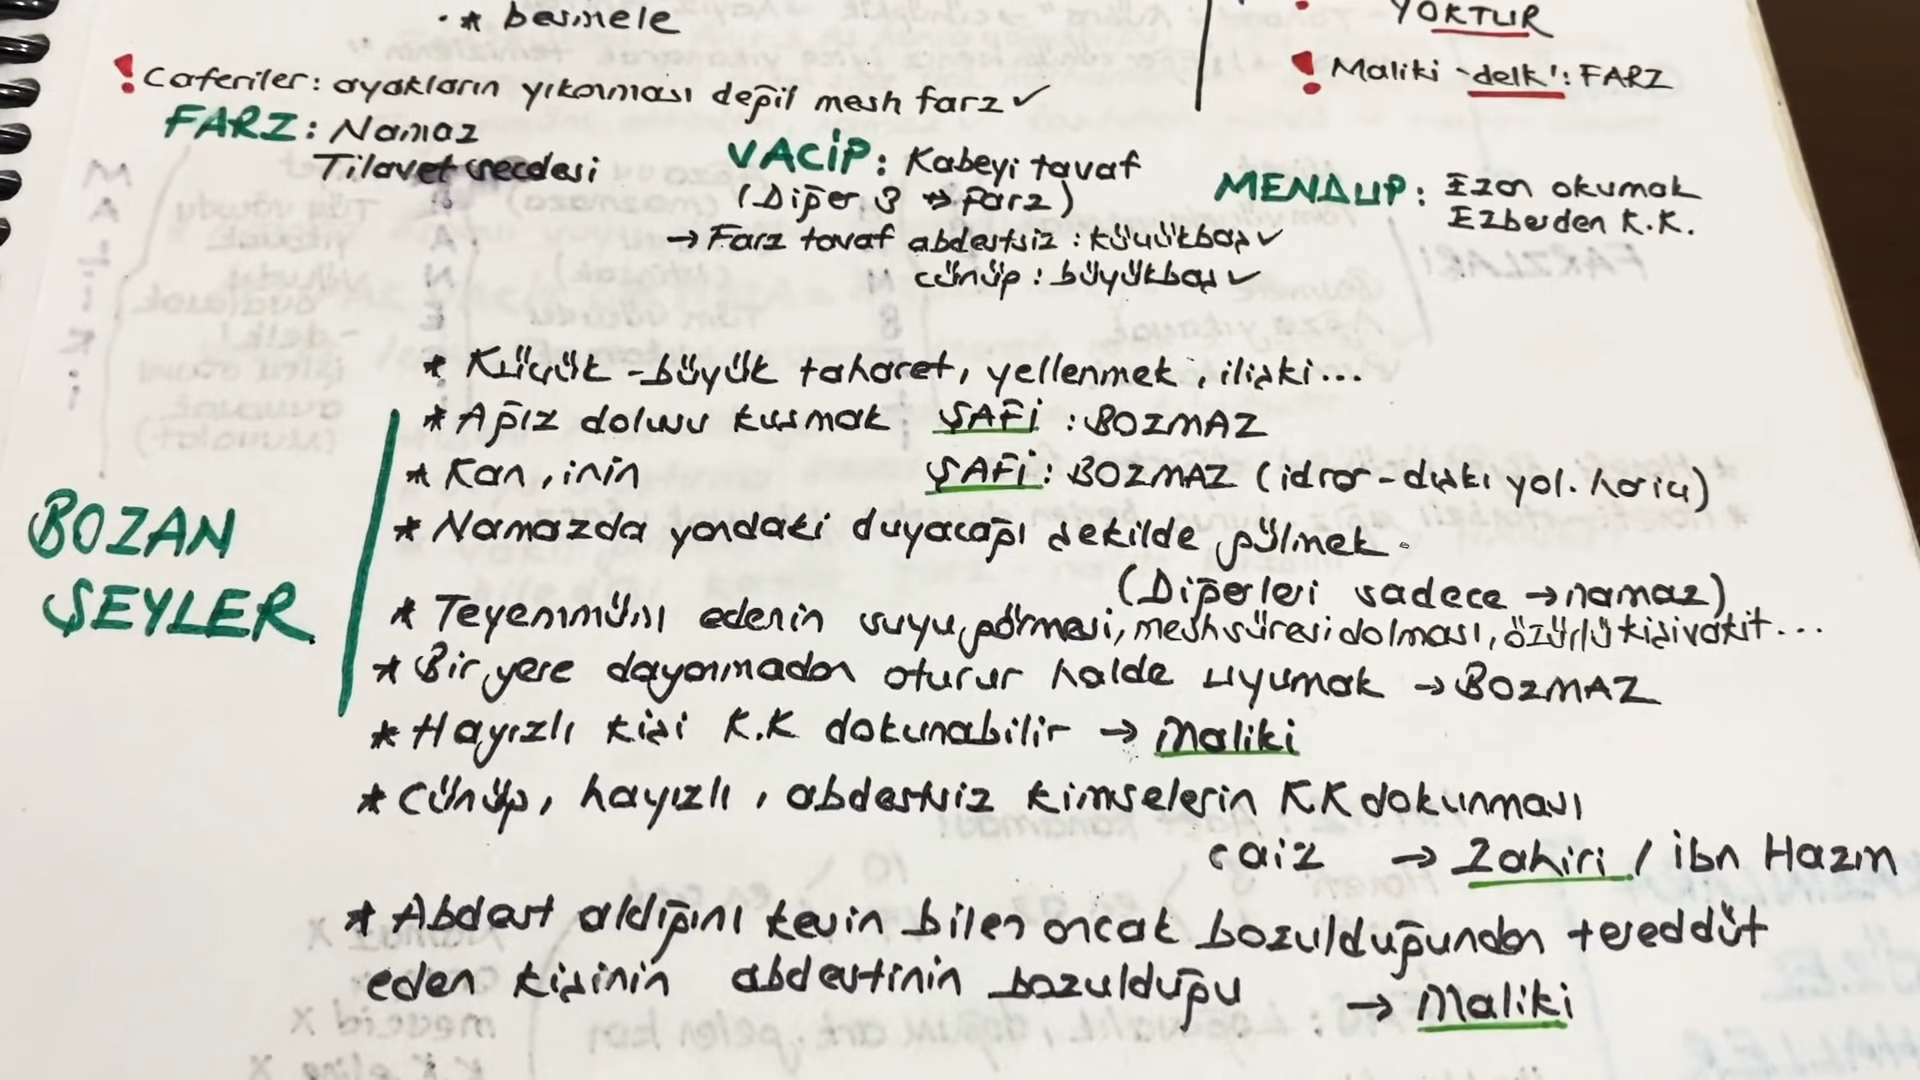 * besmele
YOKTUR
! Maliki - delk! : FARZ
! Caferiler : ayakların yıkanması değil mesh farz ✓
FARZ : Namaz
Tilavet secdesi
VACİP : Kabeyi tavaf
(Diğer 3 → farz)
→ Farz tavaf abdestsiz : küçükbaş ✓
cünüp : büyükbaş ✓
MENDUP : Ezan okumak
Ezberden K.K.
BOZAN ŞEYLER
* Küçük - büyük taharet, yellenmek, ilişki...
* Ağız dolusu kusmak ŞAFİ : BOZMAZ
* Kan, irin ŞAFİ : BOZMAZ (idrar - dışkı yol. harici)
* Namazda yandaki duyacağı şekilde gülmek.
(Diğerleri sadece → namaz)
* Teyemmüm edenin suyu görmesi, mesh süresi dolması, özürlü kişi vakit...
* Bir yere dayanmadan oturur halde uyumak → BOZMAZ
* Hayızlı kişi K.K dokunabilir → Maliki
* Cünüp, hayızlı, abdestsiz kimselerin K.K dokunması
caiz → Zahiri / ibn Hazm
* Abdest aldığını kesin bilen ancak bozulduğundan tereddüt
eden kişinin abdestinin bozulduğu → Maliki